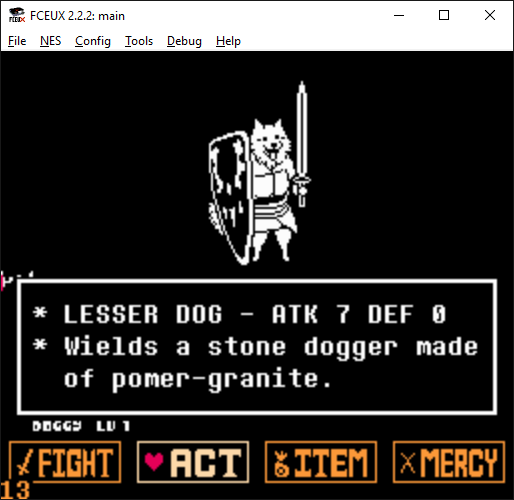 FCEUX 2.2.2: main
File NES Config Tools Debug Help
* LESSER DOG - ATK 7 DEF 0
* Wields a stone dogger made
of pomer-granite.
DOGGY LV 1
FIGHT ACT ITEM MERCY
13